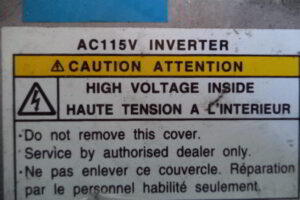 AC115V INVERTER
⚠ CAUTION ATTENTION
HIGH VOLTAGE INSIDE
HAUTE TENSION A L'INTERIEUR
·Do not remove this cover.
·Service by authorised dealer only.
·Ne pas enlever ce couvercle. Réparation
par le personnel habilité seulement.